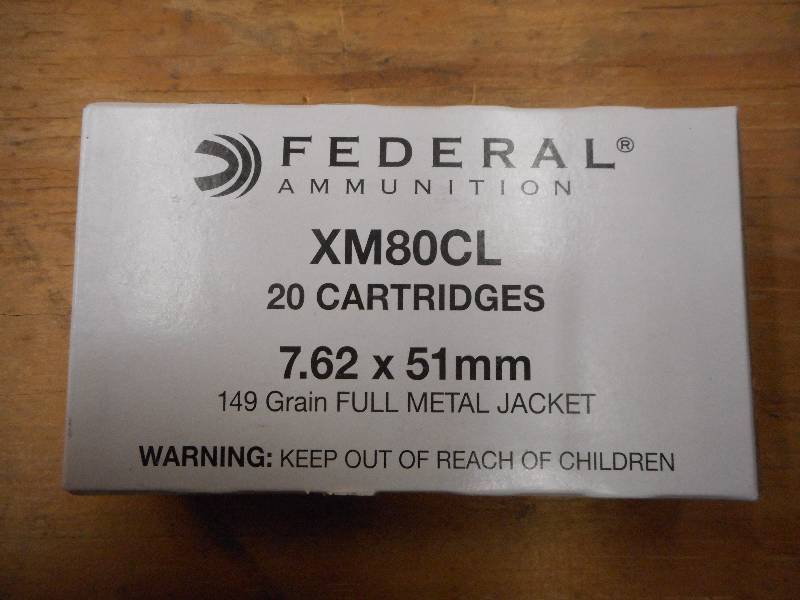 FEDERAL®
AMMUNITION
XM80CL
20 CARTRIDGES
7.62 x 51mm
149 Grain FULL METAL JACKET
WARNING: KEEP OUT OF REACH OF CHILDREN